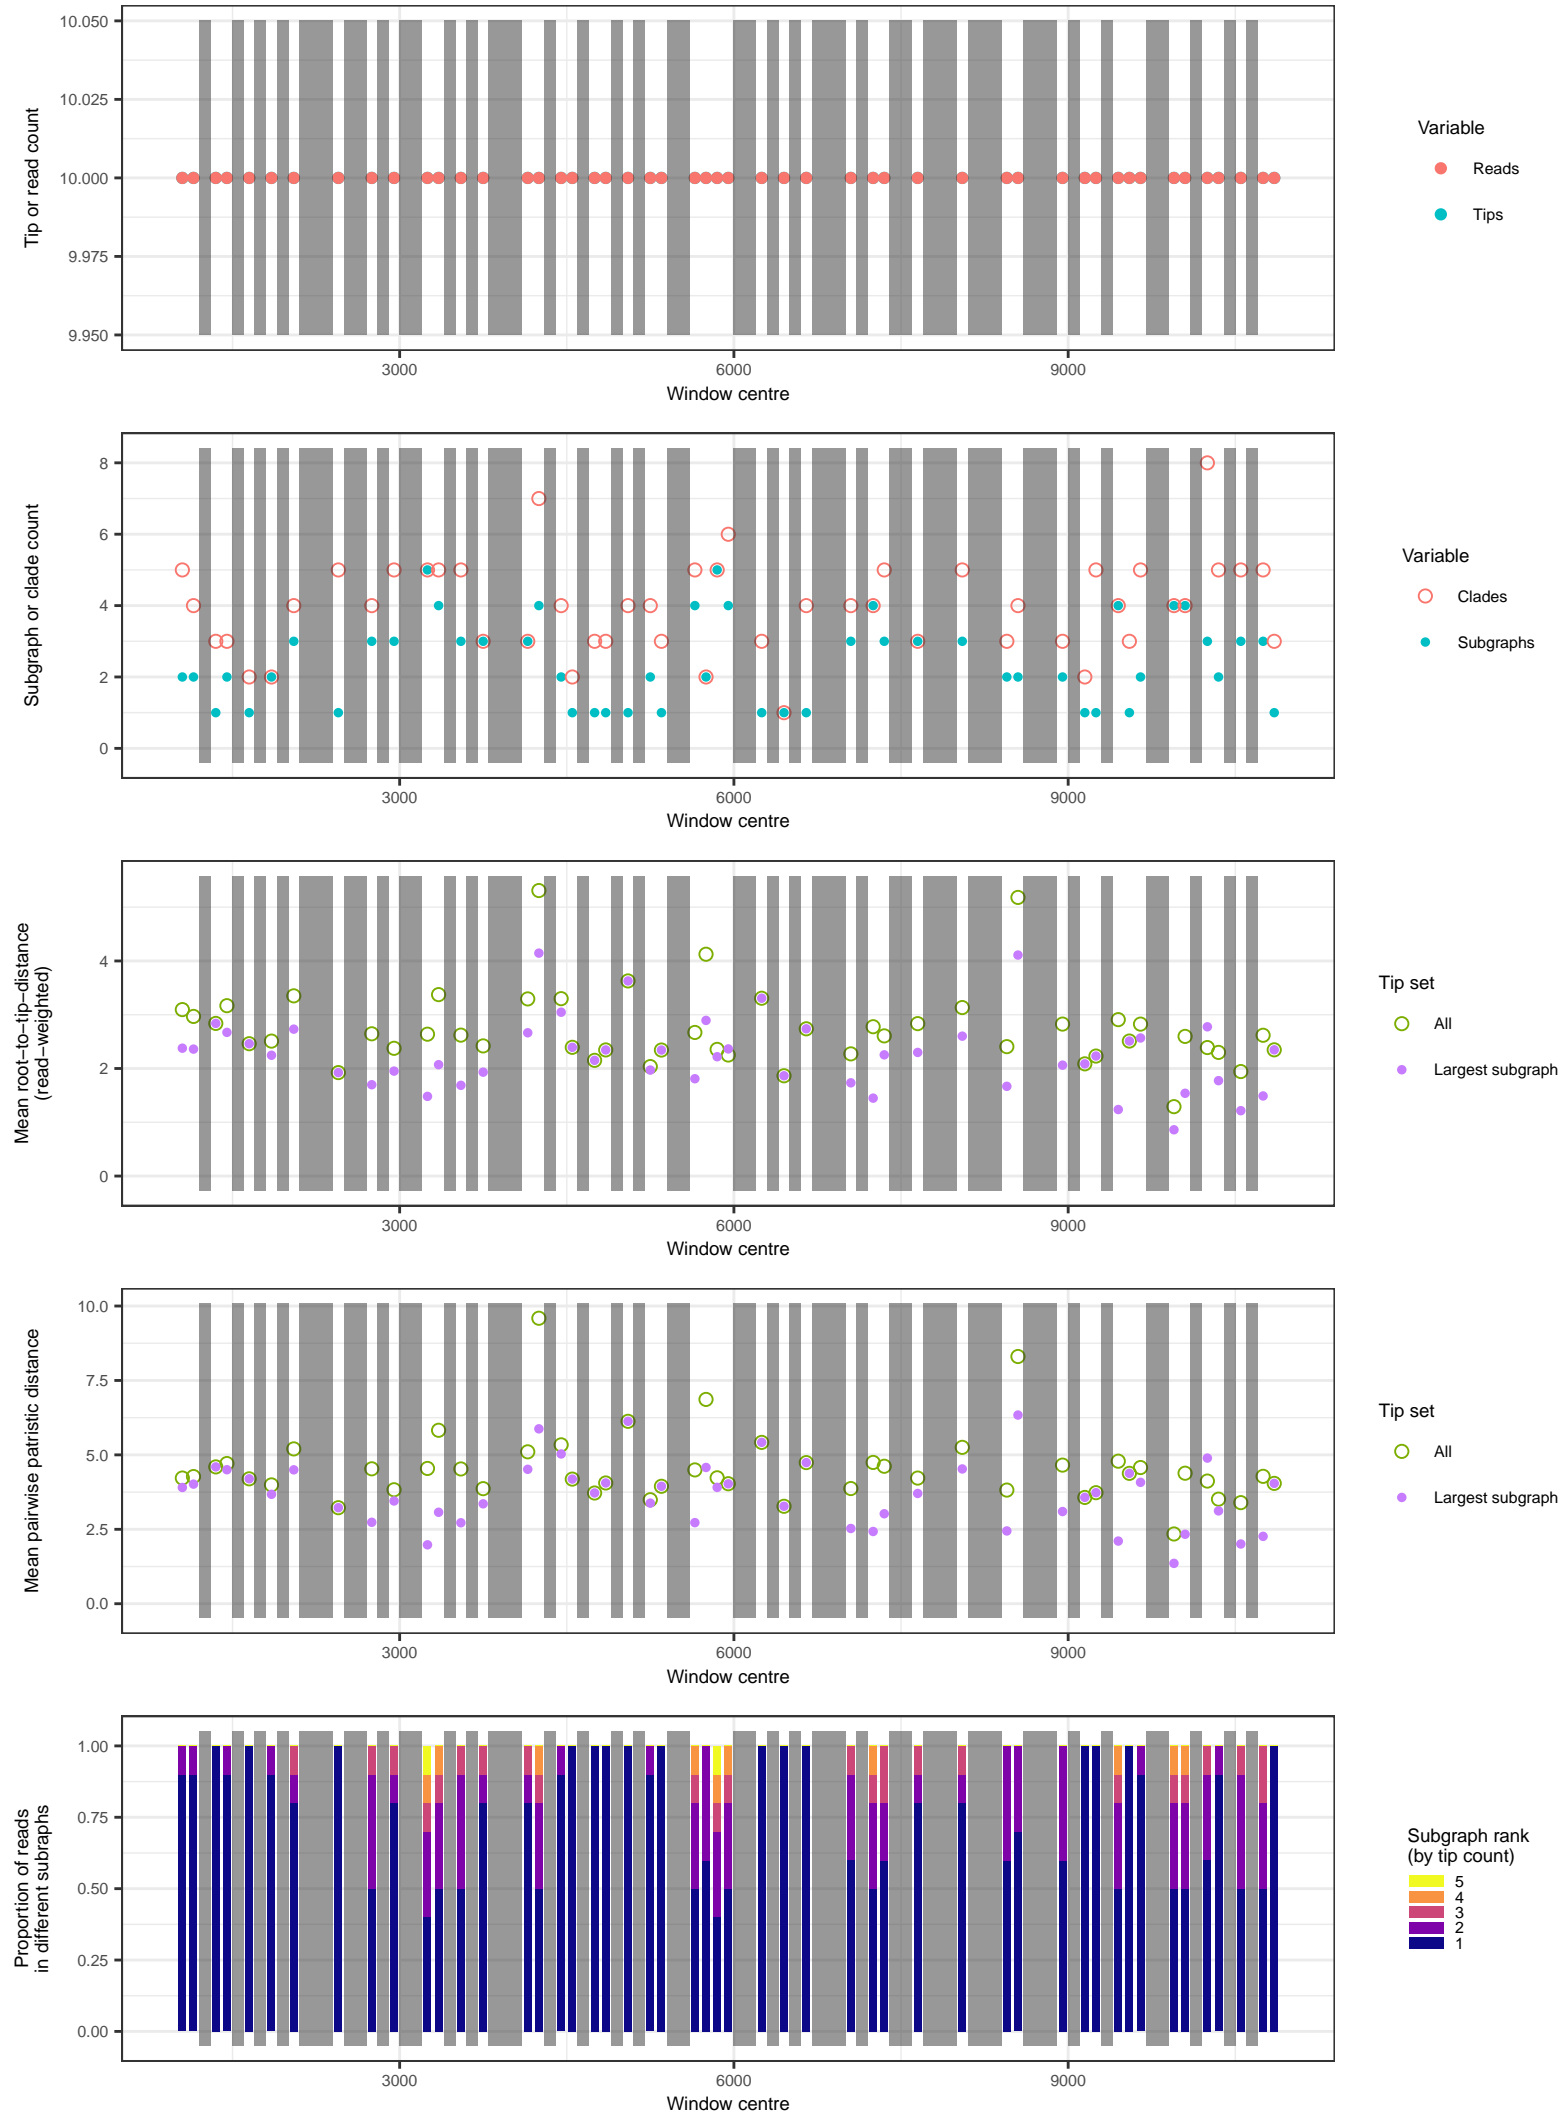 10.050
10.025
10.000
9.975
9.950
Tip or read count
3000
6000
9000
Window centre
Variable
Reads
Tips
8
6
4
2
0
Subgraph or clade count
3000
6000
9000
Window centre
Variable
Clades
Subgraphs
4
2
0
Mean root−to−tip−distance
(read−weighted)
3000
6000
9000
Window centre
Tip set
All
Largest subgraph
10.0
7.5
5.0
2.5
0.0
Mean pairwise patristic distance
3000
6000
9000
Window centre
Tip set
All
Largest subgraph
1.00
0.75
0.50
0.25
0.00
Proportion of reads
in different subraphs
3000
6000
9000
Window centre
Subgraph rank
(by tip count)
5
4
3
2
1